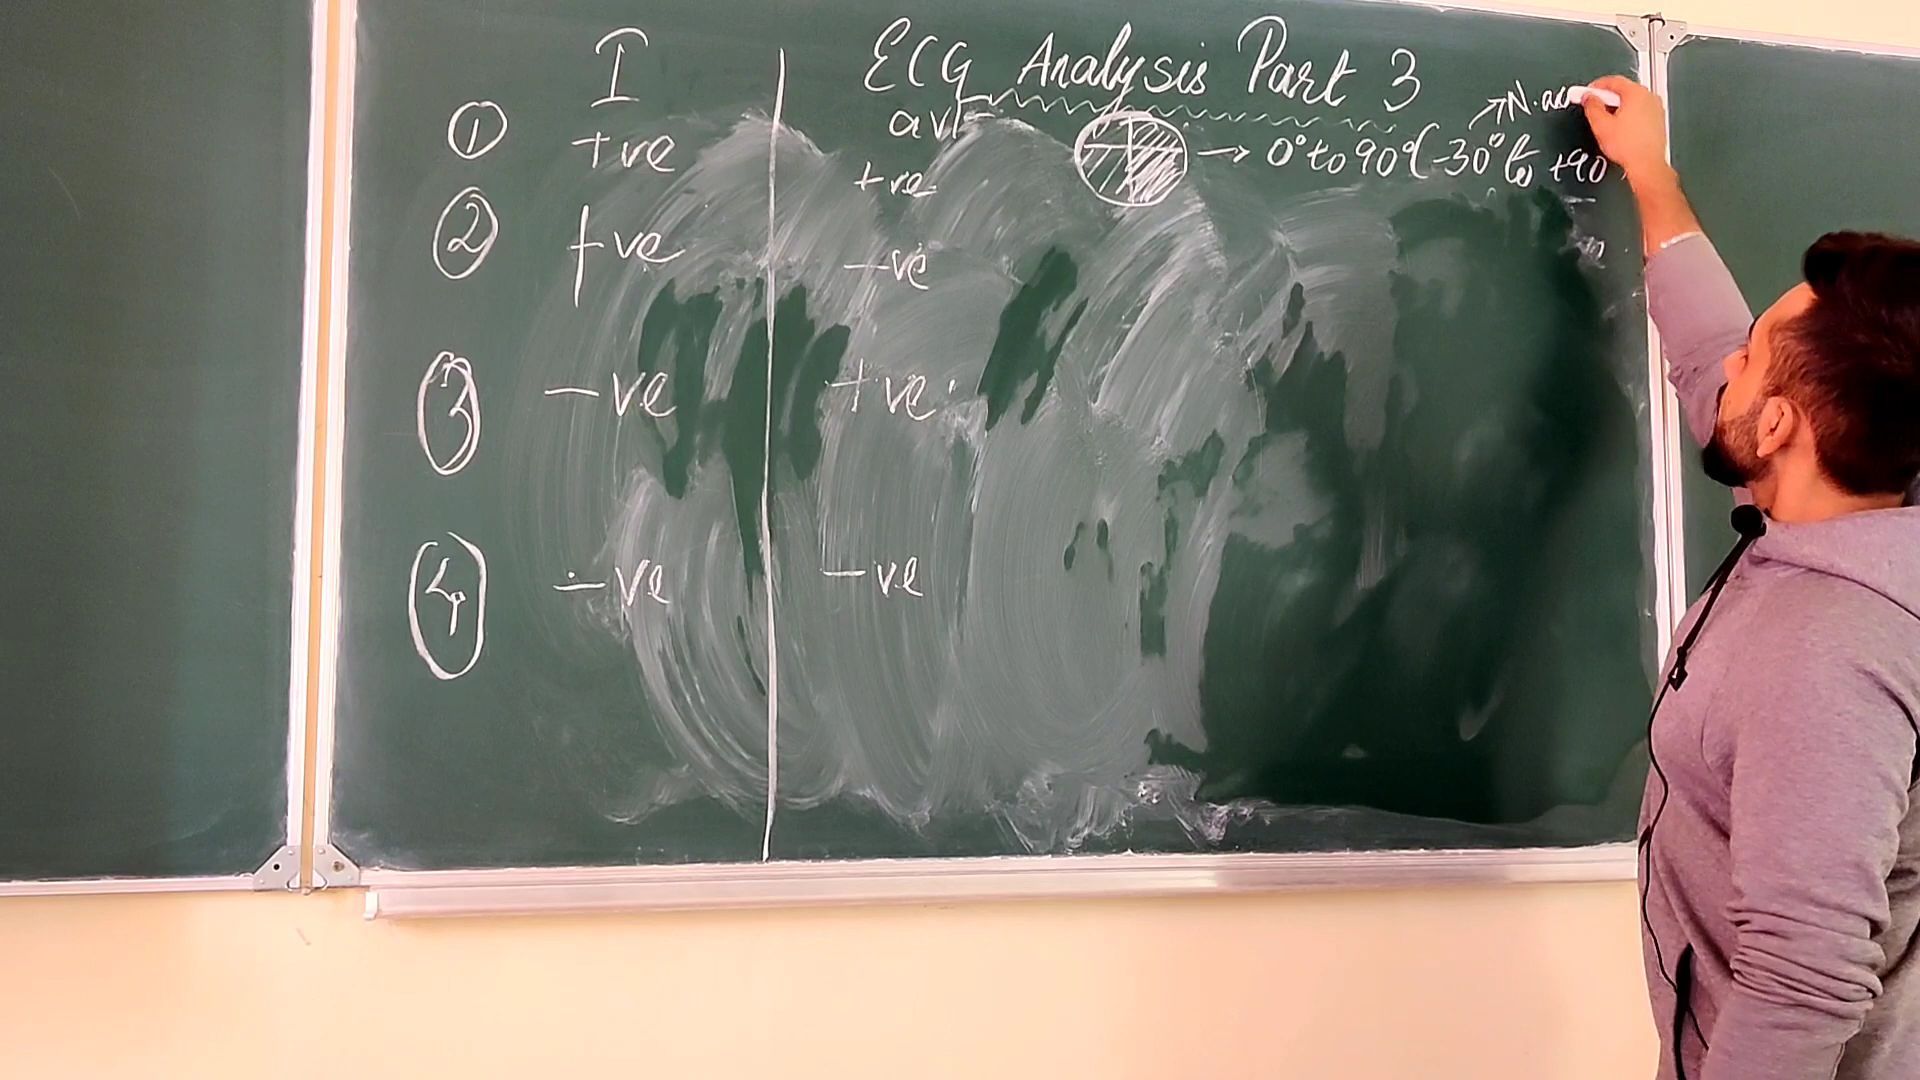 I
ECG Analysis Part 3
avF
N.
① +ve +ve → 0° to 90° (-30° to +90
② +ve -ve
③ -ve +ve
④ -ve -ve